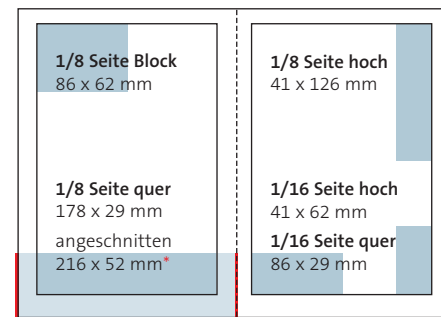 1/8 Seite Block
86 x 62 mm
1/8 Seite quer
178 x 29 mm
angeschnitten
216 x 52 mm*
1/8 Seite hoch
41 x 126 mm
1/16 Seite hoch
41 x 62 mm
1/16 Seite quer
86 x 29 mm